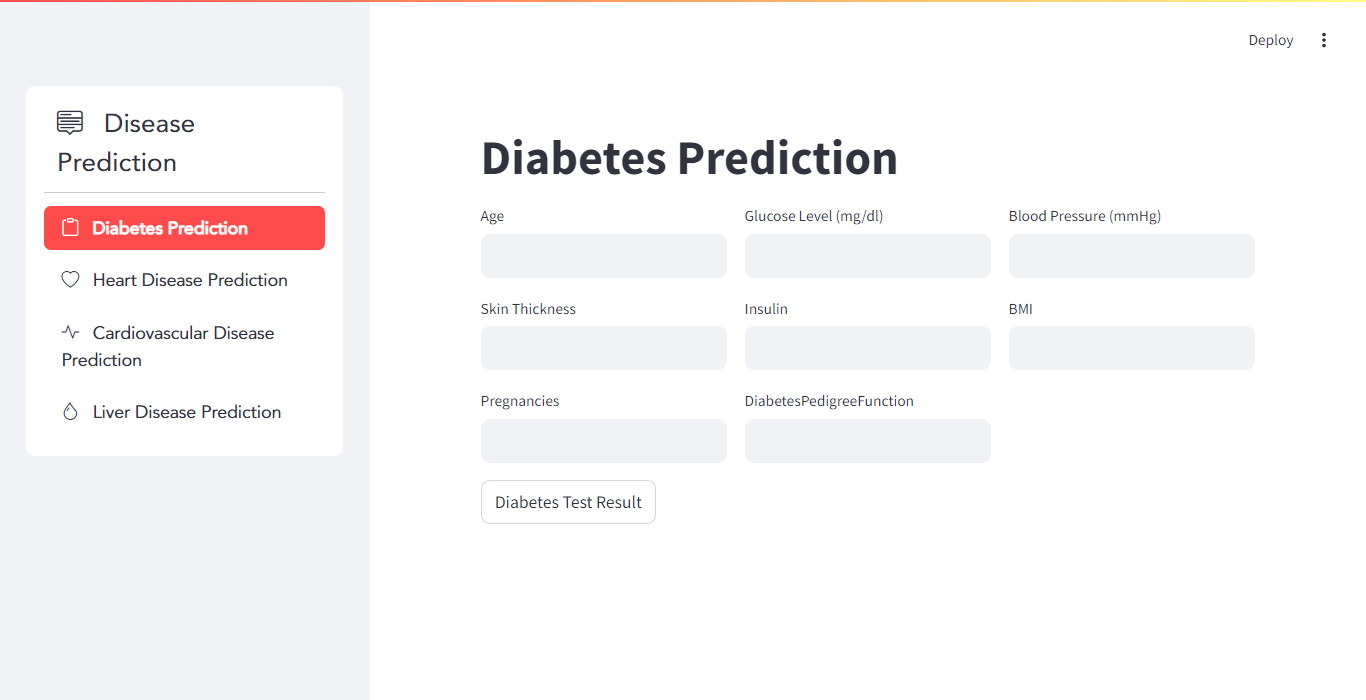 Deploy
Disease
Prediction
Diabetes Prediction
Heart Disease Prediction
Cardiovascular Disease
Prediction
Liver Disease Prediction
Diabetes Prediction
Age
Glucose Level (mg/dl)
Blood Pressure (mmHg)
Skin Thickness
Insulin
BMI
Pregnancies
DiabetesPedigreeFunction
Diabetes Test Result